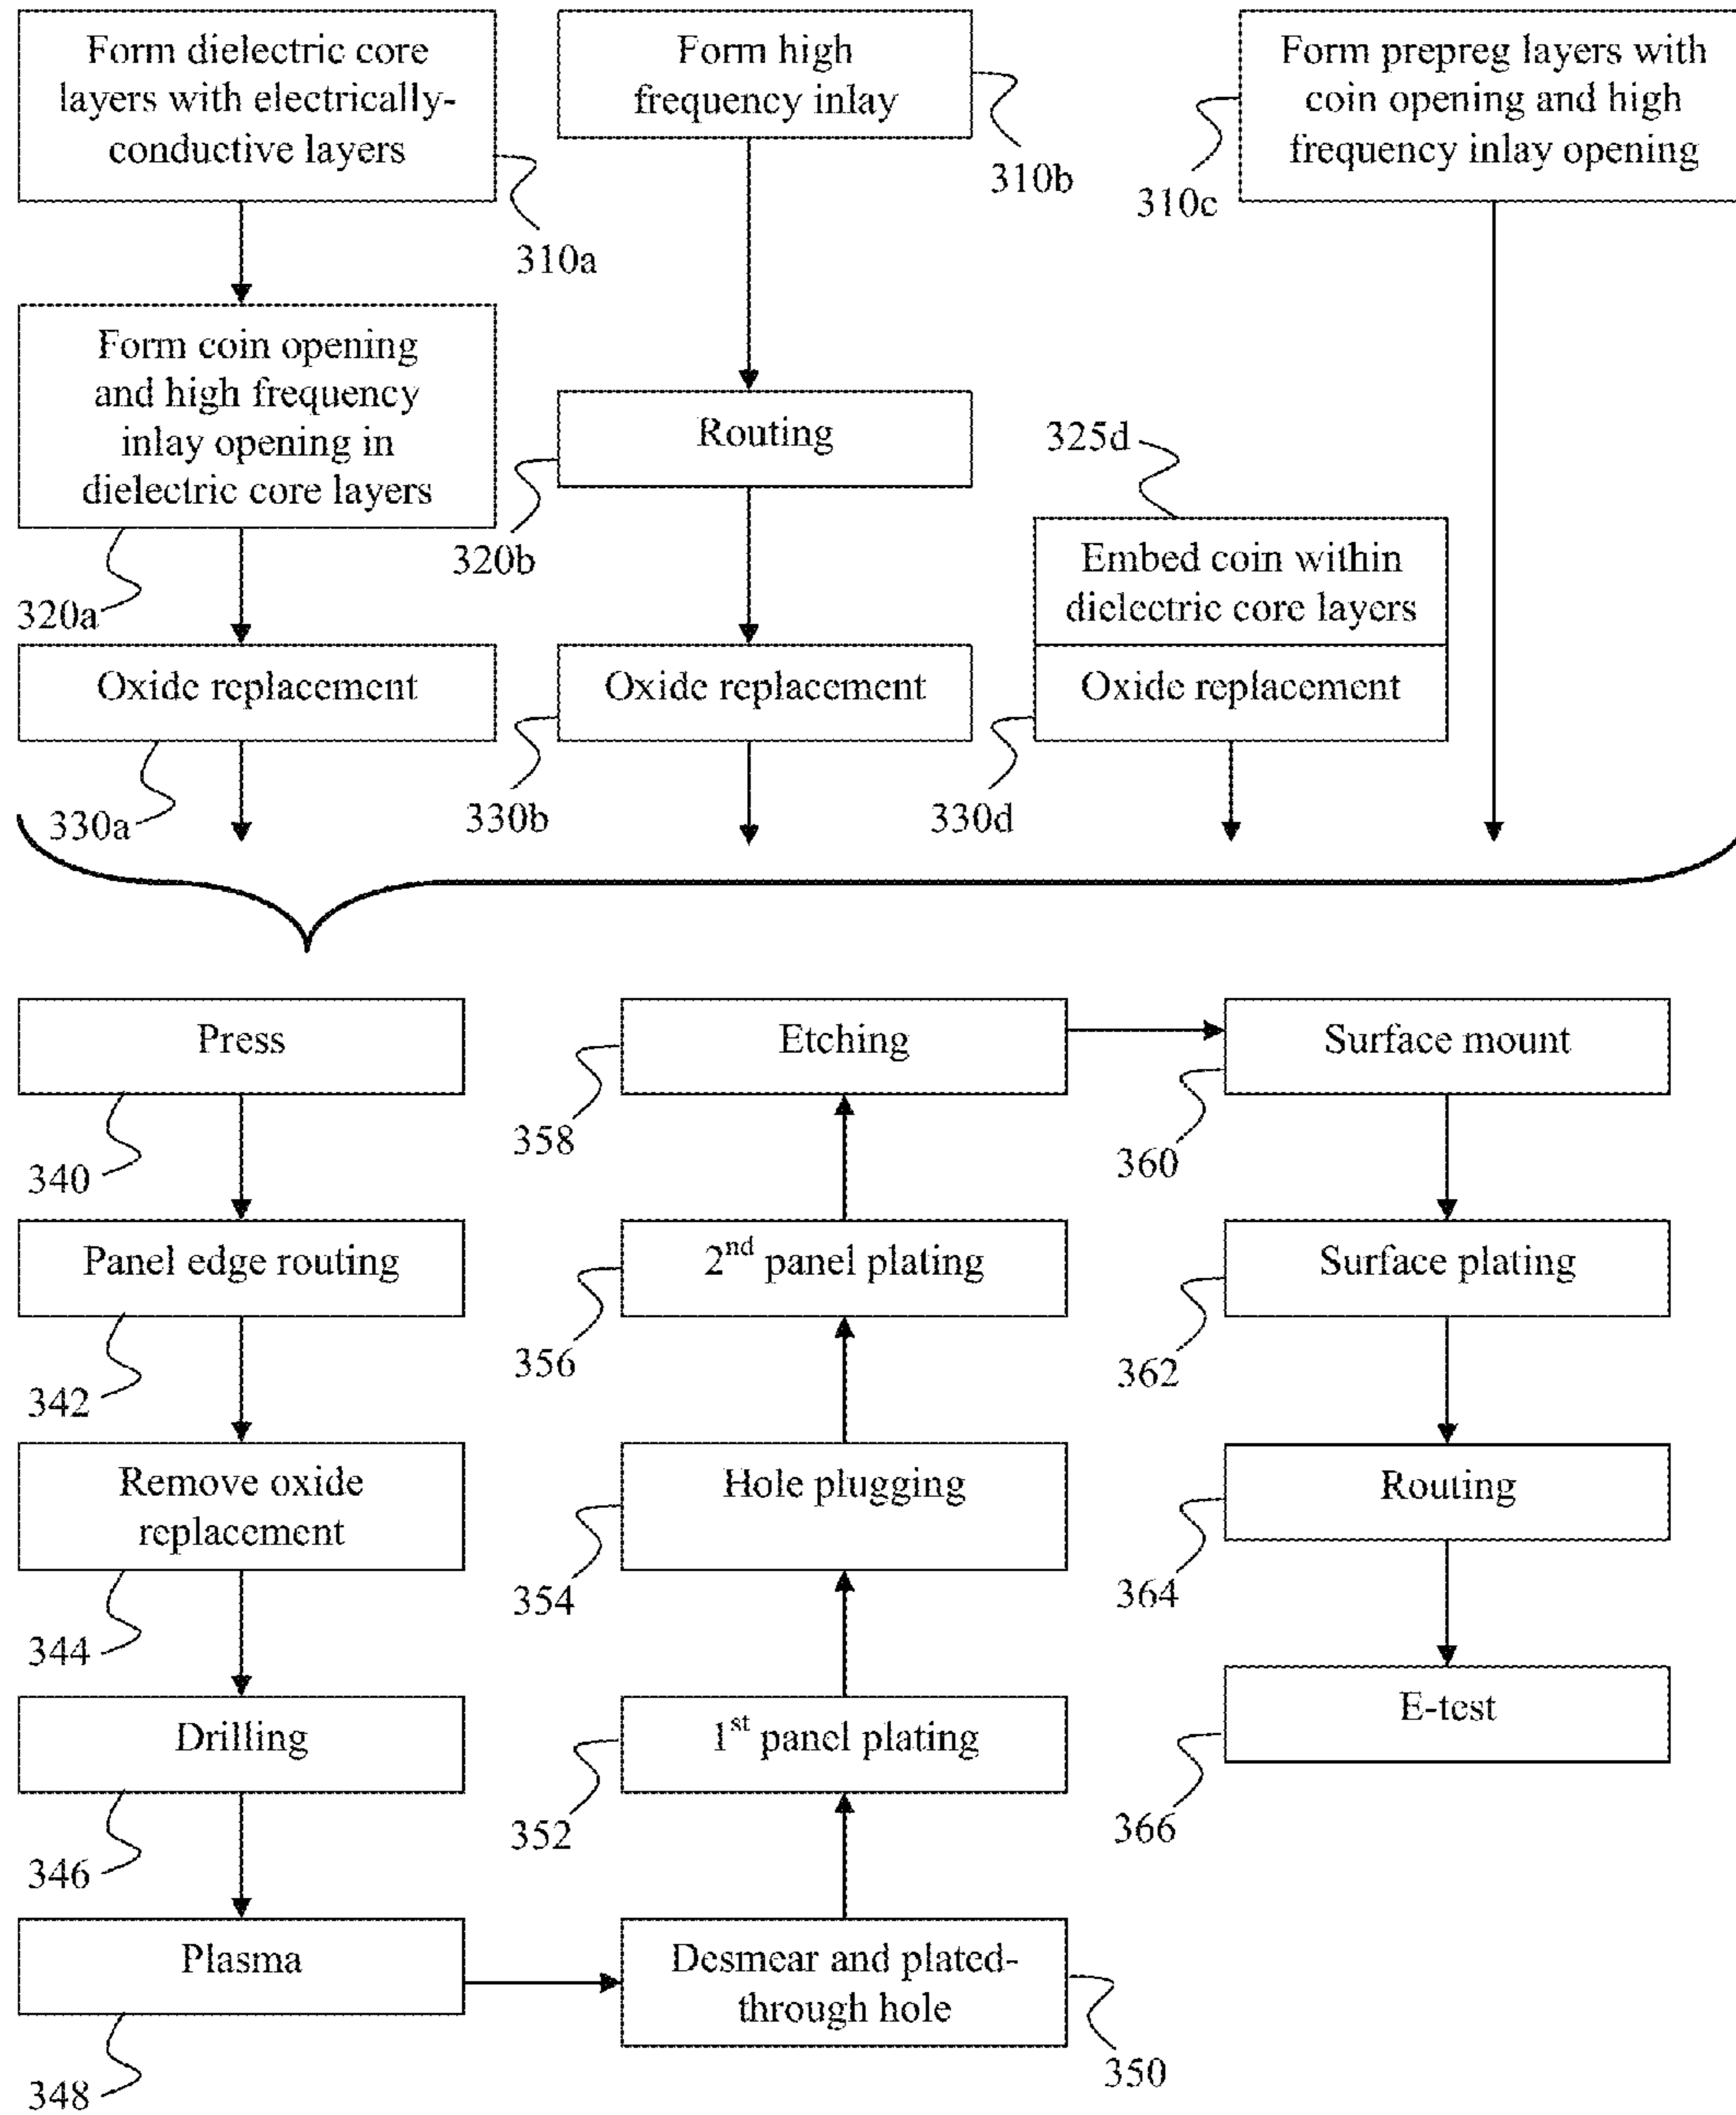 Form dielectric core
layers with electrically-
conductive layers
310a
Form high
frequency inlay
310b
Form prepreg layers with
coin opening and high
frequency inlay opening
310c
Form coin opening
and high frequency
inlay opening in
dielectric core layers
320a
Routing
320b
325d
Embed coin within
dielectric core layers
Oxide replacement
330a
Oxide replacement
330b
Oxide replacement
330d
Press
340
Panel edge routing
342
Remove oxide
replacement
344
Drilling
346
Plasma
348
Desmear and plated-
through hole
350
1st panel plating
352
Hole plugging
354
2nd panel plating
356
Etching
358
Surface mount
360
Surface plating
362
Routing
364
E-test
366